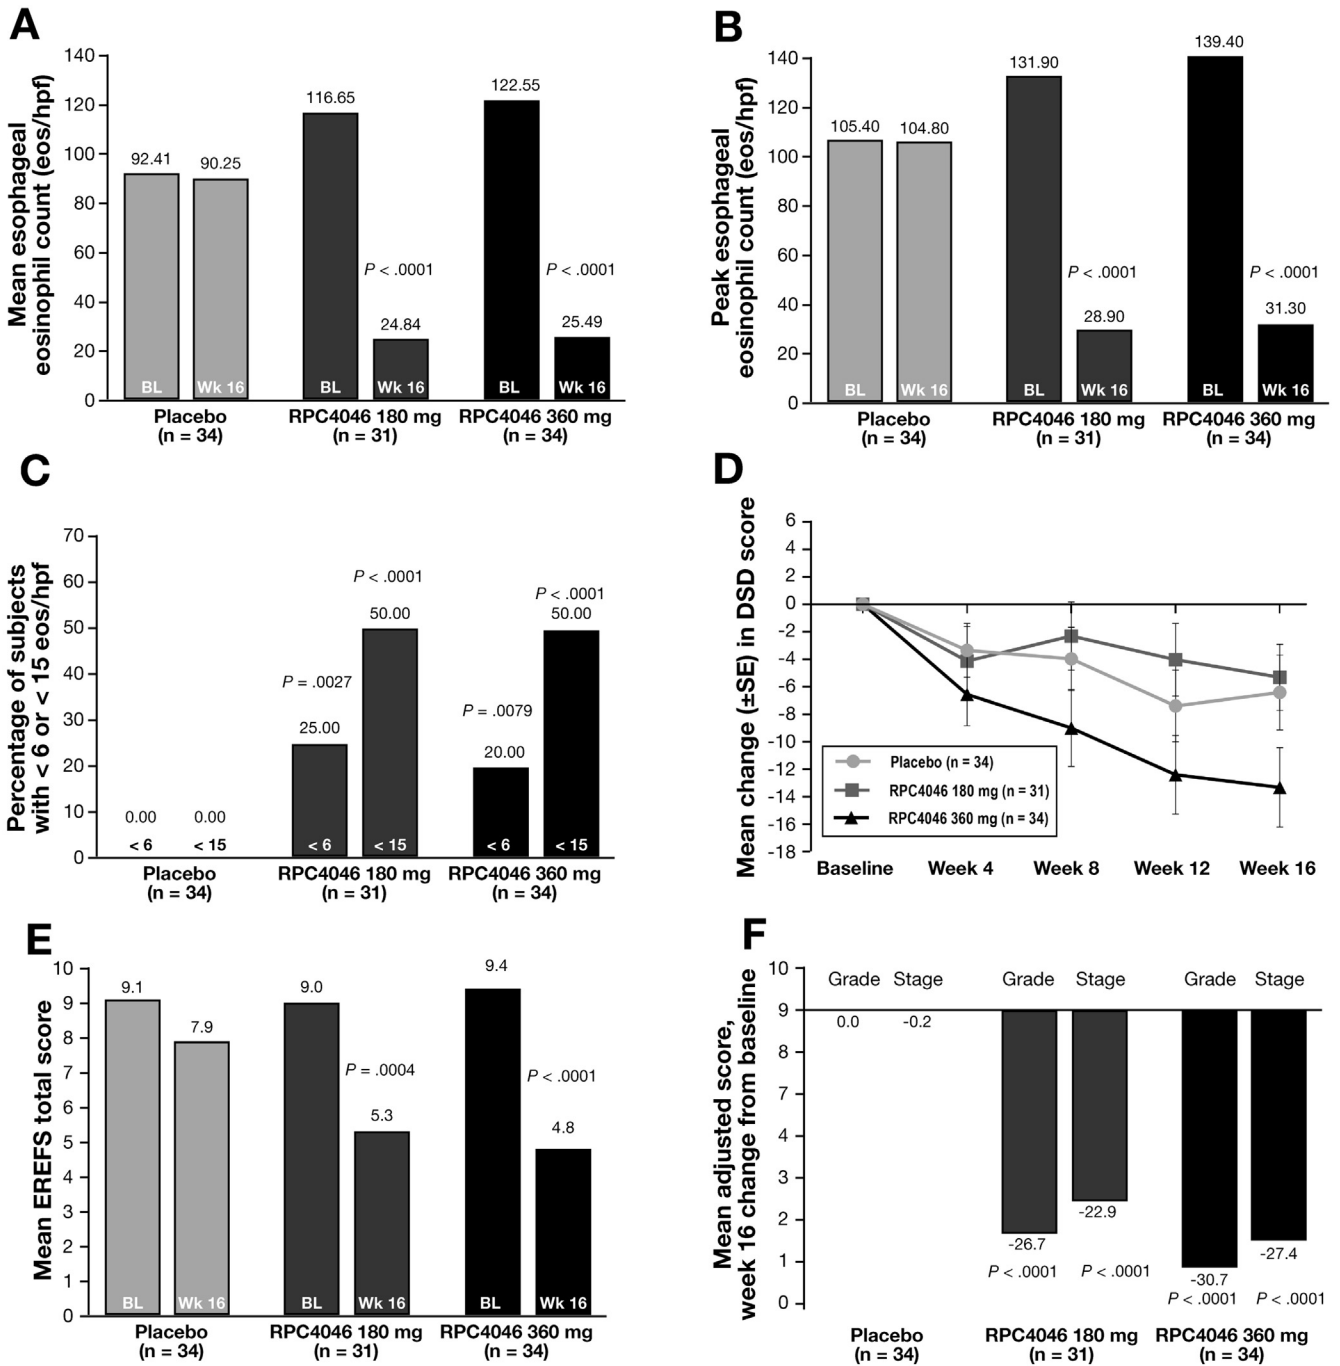 A
Mean esophageal
eosinophil count (eos/hpf)
140
120
100
80
60
40
20
0
92.41
90.25
116.65
24.84
122.55
25.49
P < .0001
P < .0001
BL
Wk 16
BL
Wk 16
BL
Wk 16
Placebo
(n = 34)
RPC4046 180 mg
(n = 31)
RPC4046 360 mg
(n = 34)
B
Peak esophageal
eosinophil count (eos/hpf)
140
120
100
80
60
40
20
0
105.40
104.80
131.90
28.90
139.40
31.30
P < .0001
P < .0001
BL
Wk 16
BL
Wk 16
BL
Wk 16
Placebo
(n = 34)
RPC4046 180 mg
(n = 31)
RPC4046 360 mg
(n = 34)
C
Percentage of subjects
with < 6 or < 15 eos/hpf
70
60
50
40
30
20
10
0
0.00
0.00
P = .0027
25.00
P < .0001
50.00
P = .0079
20.00
P < .0001
50.00
< 6
< 15
< 6
< 15
< 6
< 15
Placebo
(n = 34)
RPC4046 180 mg
(n = 31)
RPC4046 360 mg
(n = 34)
D
Mean change (±SE) in DSD score
6
4
2
0
-2
-4
-6
-8
-10
-12
-14
-16
-18
Placebo (n = 34)
RPC4046 180 mg (n = 31)
RPC4046 360 mg (n = 34)
Baseline
Week 4
Week 8
Week 12
Week 16
E
Mean EREFS total score
10
9
8
7
6
5
4
3
2
1
0
9.1
7.9
9.0
P = .0004
5.3
9.4
P < .0001
4.8
BL
Wk 16
BL
Wk 16
BL
Wk 16
Placebo
(n = 34)
RPC4046 180 mg
(n = 31)
RPC4046 360 mg
(n = 34)
F
Mean adjusted score,
week 16 change from baseline
10
9
8
9
4
3
2
1
0
Grade
Stage
Grade
Stage
Grade
Stage
0.0
-0.2
-26.7
-22.9
-30.7
-27.4
P < .0001
P < .0001
P < .0001
P < .0001
Placebo
(n = 34)
RPC4046 180 mg
(n = 31)
RPC4046 360 mg
(n = 34)